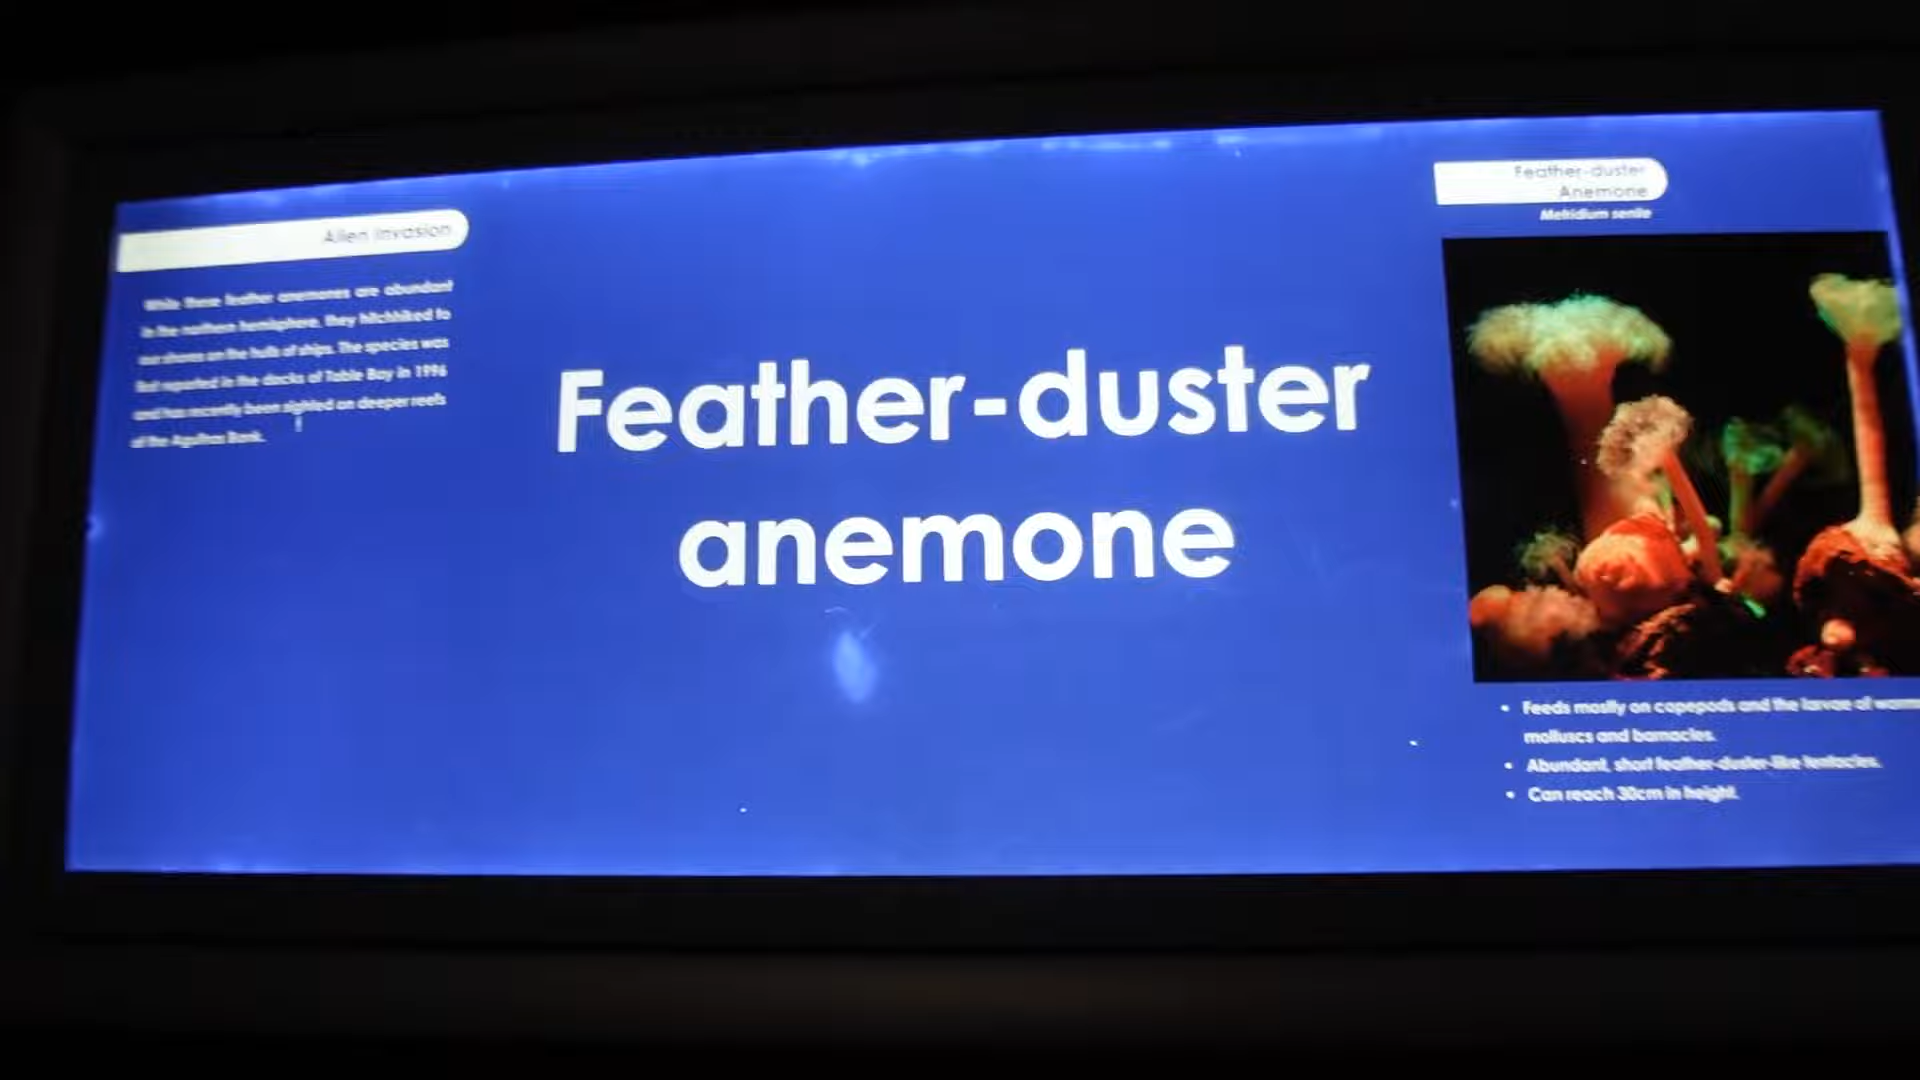 Alien Invasion
While these feather anemones are abundant
in the northern hemisphere, they hitchhiked to
our shores on the hulls of ships. The species was
first reported in the docks of Table Bay in 1996
and has recently been sighted on deeper reefs
of the Agulhas Bank.
Feather-duster
anemone
Feather-duster
Anemone
Metridium senile
• Feeds mostly on copepods and the larvae of
molluscs and barnacles.
• Abundant, short feather-duster-like tentacles.
• Can reach 30cm in height.